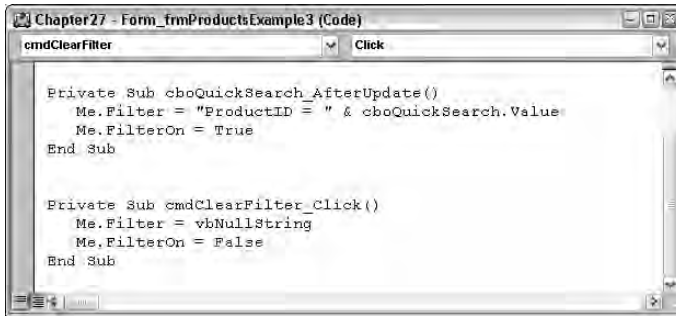 Chapter27 - Form_frmProductsExample3 (Code)
cmdClearFilter Click
Private Sub cboQuickSearch_AfterUpdate()
Me.Filter = "ProductID = " & cboQuickSearch.Value
Me.FilterOn = True
End Sub
Private Sub cmdClearFilter_Click()
Me.Filter = vbNullString
Me.FilterOn = False
End Sub